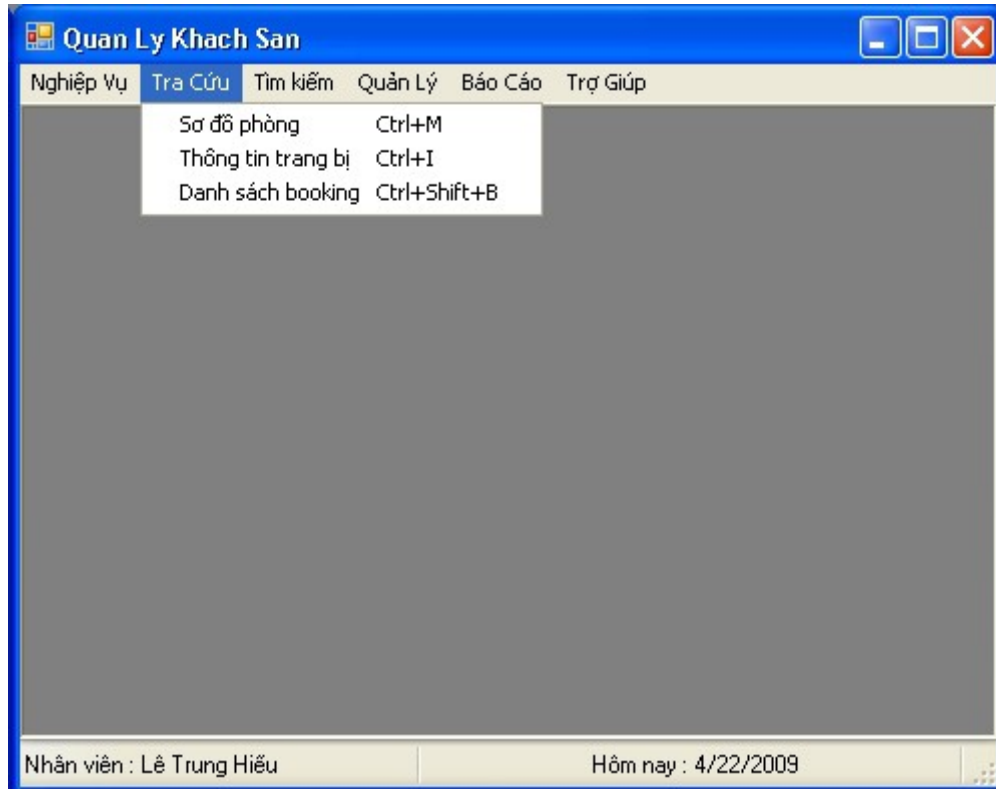 Quan Ly Khach San
Nghiệp Vụ Tra Cứu Tìm kiếm Quản Lý Báo Cáo Trợ Giúp
Sơ đồ phòng Ctrl+M
Thông tin trang bị Ctrl+I
Danh sách booking Ctrl+Shift+B
Nhân viên : Lê Trung Hiếu Hôm nay : 4/22/2009